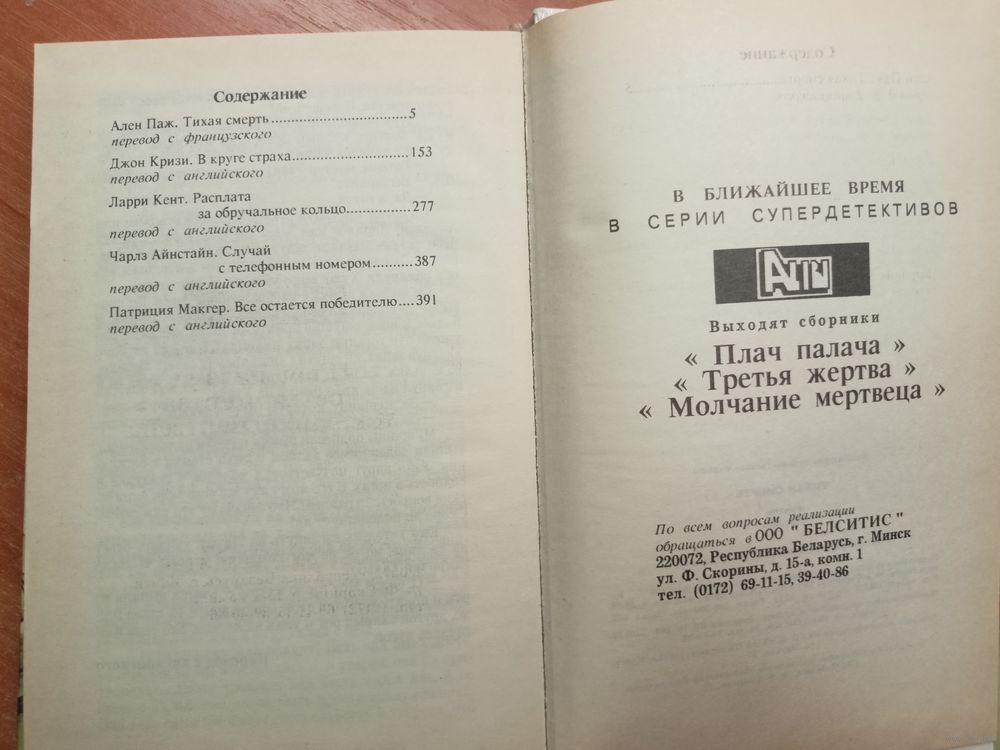 Содержание
Ален Паж. Тихая смерть..................................5
перевод с французского
Джон Кризи. В круге страха.............................153
перевод с английского
Ларри Кент. Расплата
за обручальное кольцо................277
перевод с английского
Чарлз Айнстайн. Случай
с телефонным номером..........387
перевод с английского
Патриция Макгер. Все остается победителю....391
перевод с английского
В БЛИЖАЙШЕЕ ВРЕМЯ
В СЕРИИ СУПЕРДЕТЕКТИВОВ
Выходят сборники
« Плач палача »
« Третья жертва »
« Молчание мертвеца »
По всем вопросам реализации
обращаться в ООО " БЕЛСИТИС "
220072, Республика Беларусь, г. Минск
ул. Ф. Скорины, д. 15-а, комн. 1
тел. (0172) 69-11-15, 39-40-86